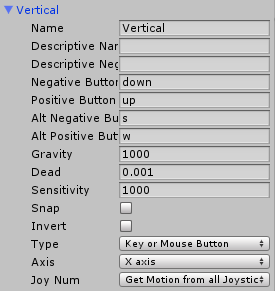 Vertical
Name Vertical
Descriptive Nar
Descriptive Neg
Negative Button down
Positive Button up
Alt Negative Bu s
Alt Positive But w
Gravity 1000
Dead 0.001
Sensitivity 1000
Snap
Invert
Type Key or Mouse Button
Axis X axis
Joy Num Get Motion from all Joystic